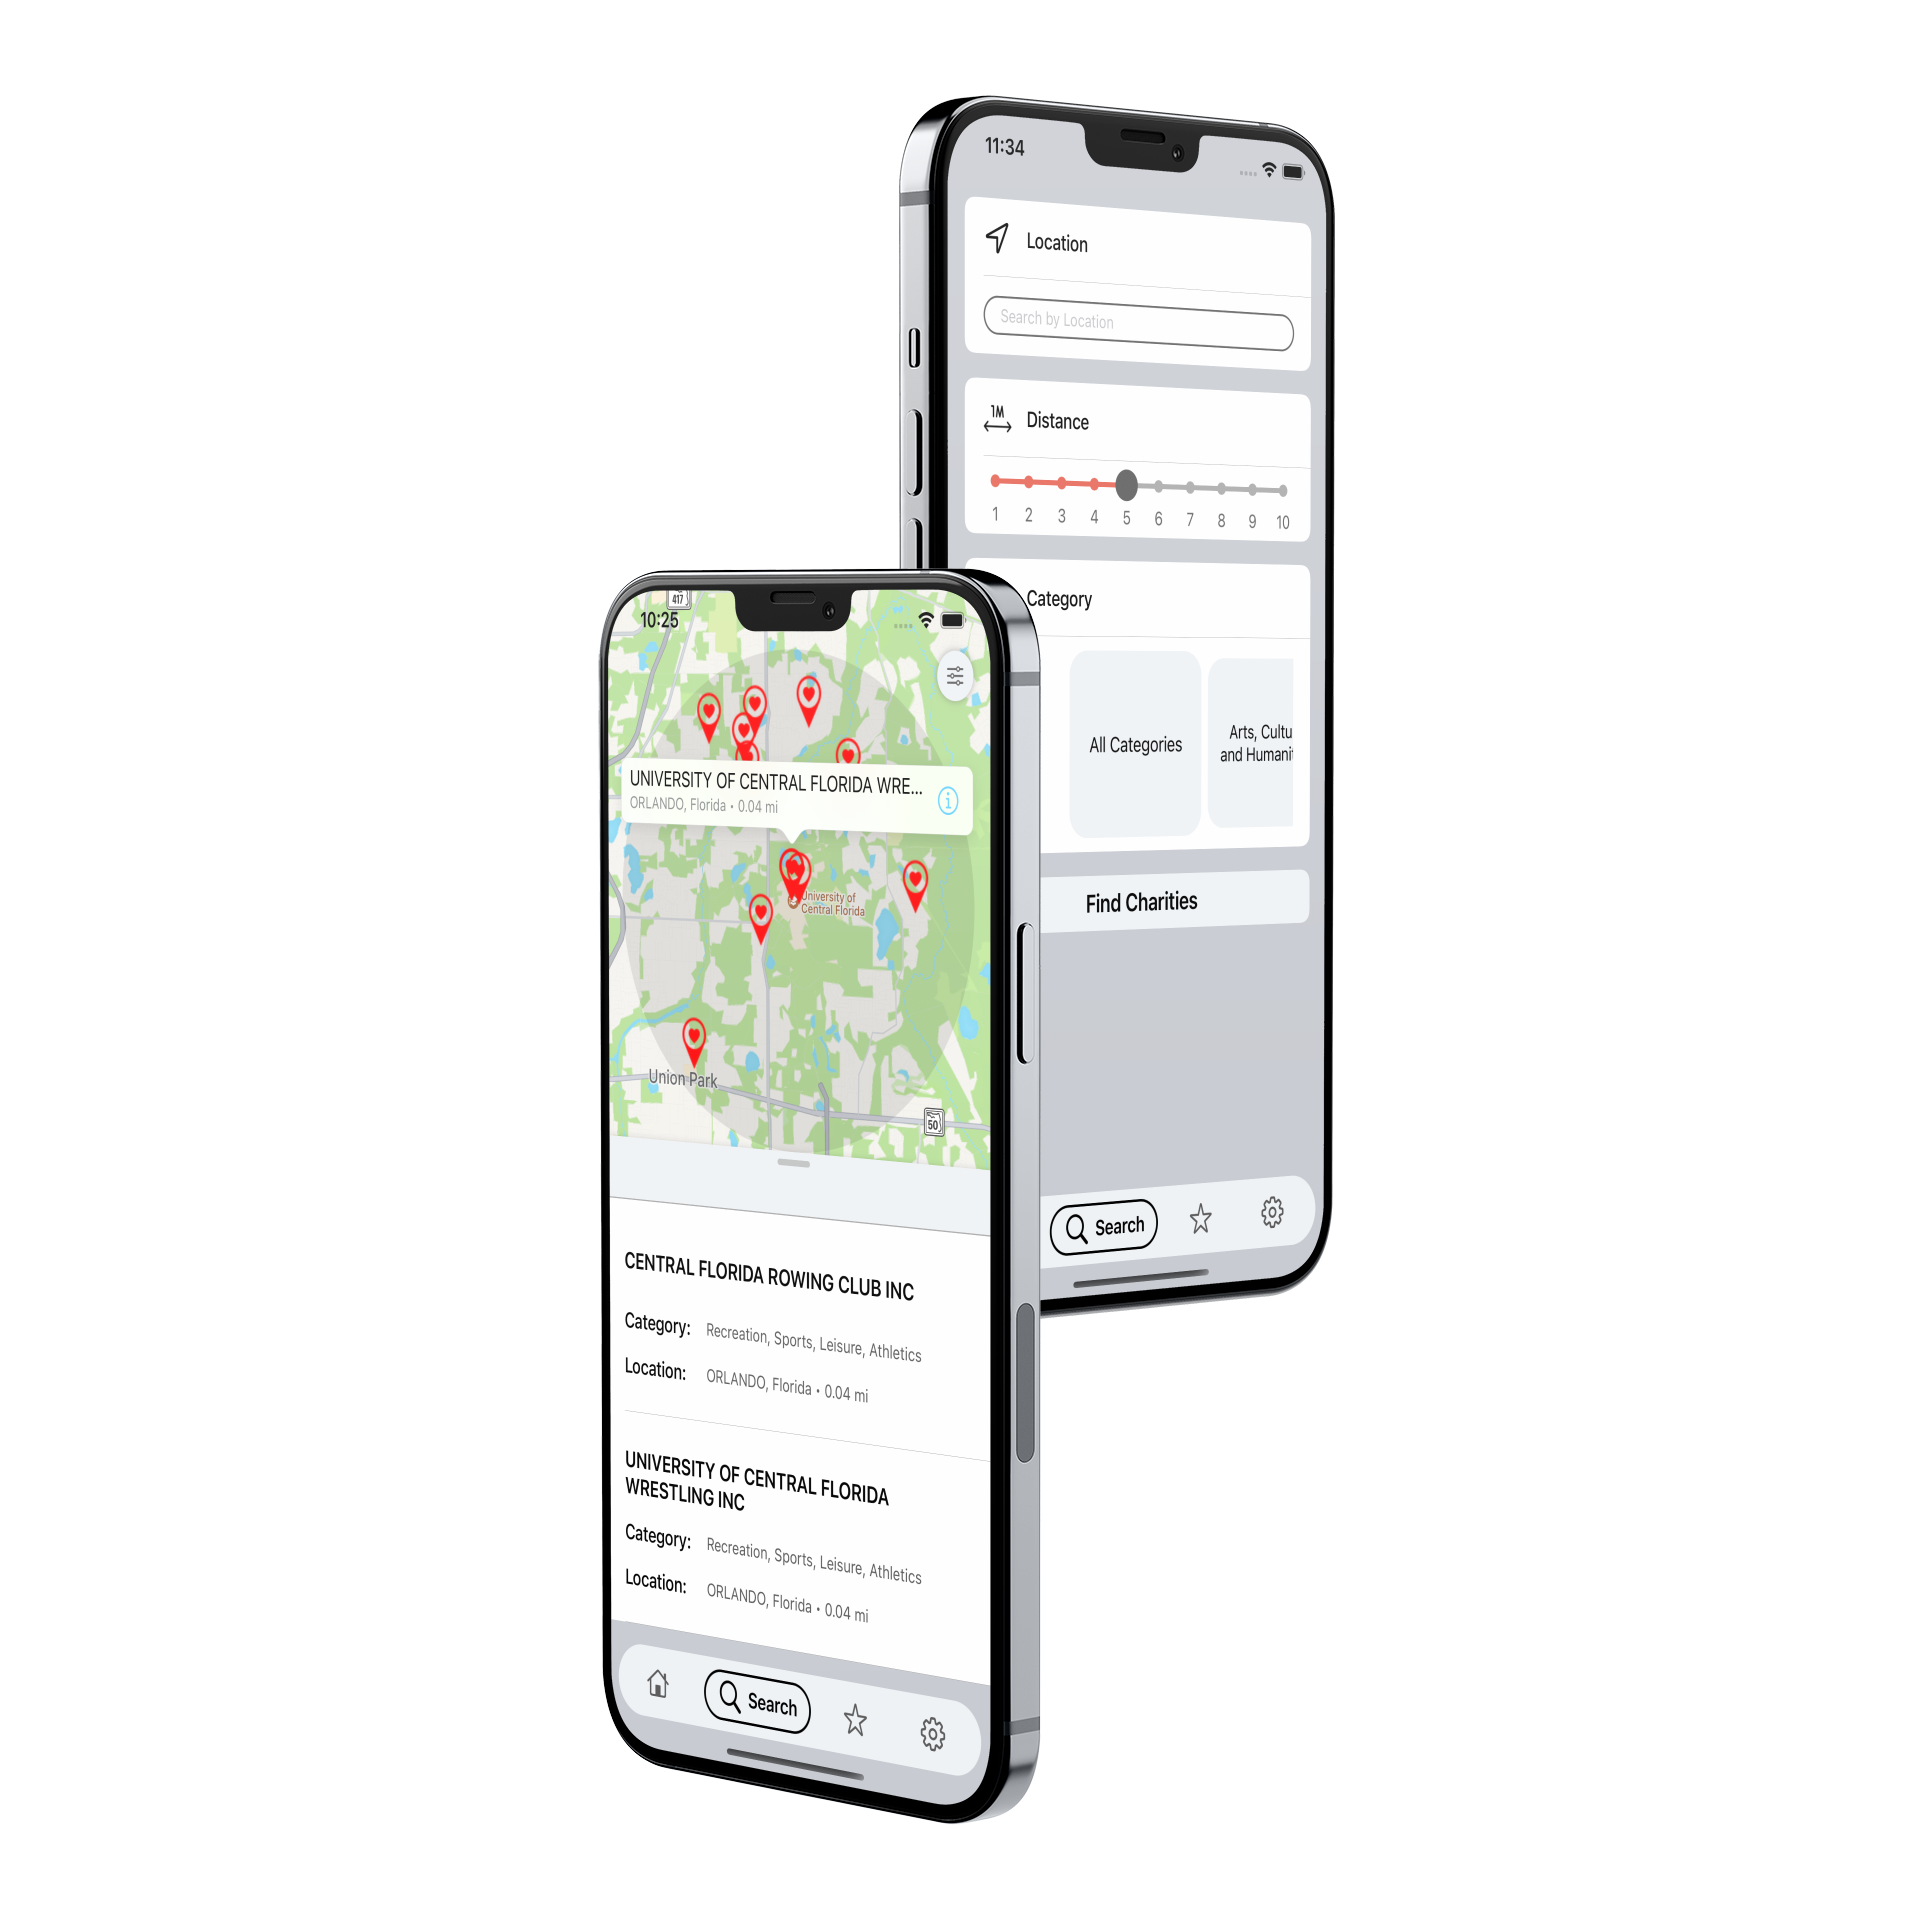 11:34
Location
Search by Location
1M
Distance
1 2 3 4 5 6 7 8 9 10
Category
All Categories
Arts, Cultu
and Humanit
Find Charities
Search
417
10:25
UNIVERSITY OF CENTRAL FLORIDA WRE...
ORLANDO, Florida • 0.04 mi
University of
Central Florida
Union Park
50
CENTRAL FLORIDA ROWING CLUB INC
Category: Recreation, Sports, Leisure, Athletics
Location: ORLANDO, Florida • 0.04 mi
UNIVERSITY OF CENTRAL FLORIDA
WRESTLING INC
Category: Recreation, Sports, Leisure, Athletics
Location: ORLANDO, Florida • 0.04 mi
Search